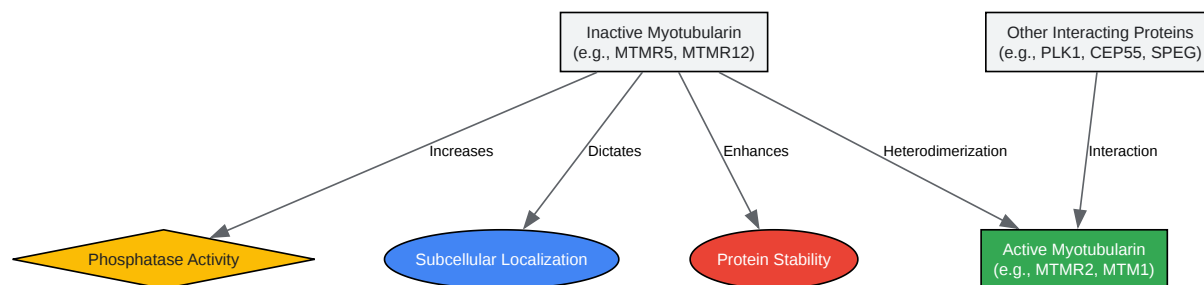 Inactive Myotubularin
(e.g., MTMR5, MTMR12)
Other Interacting Proteins
(e.g., PLK1, CEP55, SPEG)
Increases
Dictates
Enhances
Heterodimerization
Interaction
Phosphatase Activity
Subcellular Localization
Protein Stability
Active Myotubularin
(e.g., MTMR2, MTM1)